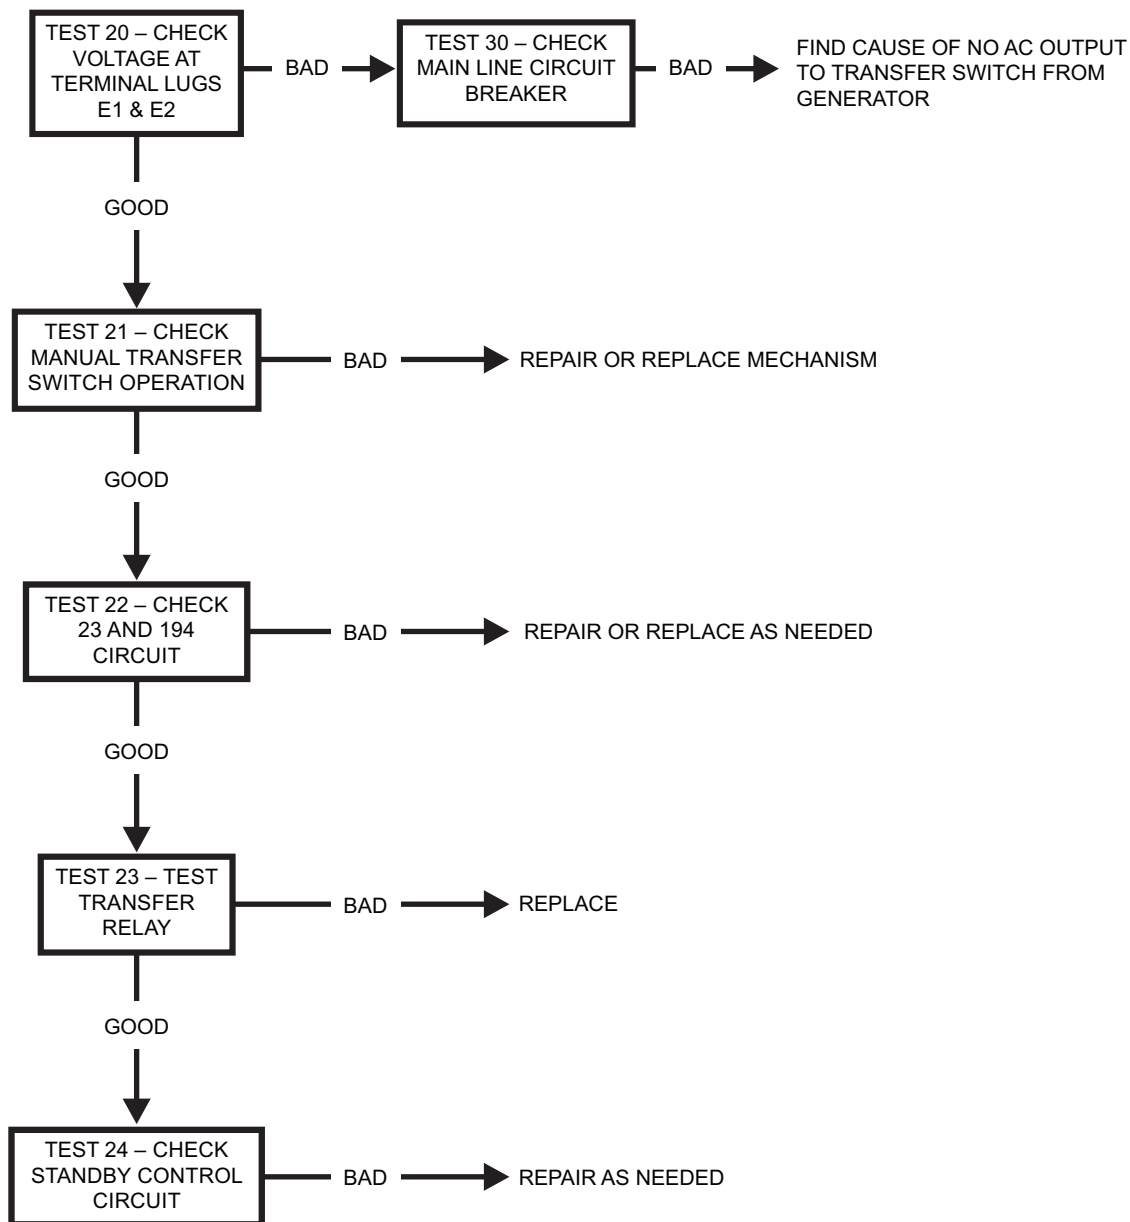 TEST 20 – CHECK
VOLTAGE AT
TERMINAL LUGS
E1 & E2
BAD
TEST 30 – CHECK
MAIN LINE CIRCUIT
BREAKER
BAD
FIND CAUSE OF NO AC OUTPUT
TO TRANSFER SWITCH FROM
GENERATOR
GOOD
TEST 21 – CHECK
MANUAL TRANSFER
SWITCH OPERATION
BAD
REPAIR OR REPLACE MECHANISM
GOOD
TEST 22 – CHECK
23 AND 194
CIRCUIT
BAD
REPAIR OR REPLACE AS NEEDED
GOOD
TEST 23 – TEST
TRANSFER
RELAY
BAD
REPLACE
GOOD
TEST 24 – CHECK
STANDBY CONTROL
CIRCUIT
BAD
REPAIR AS NEEDED